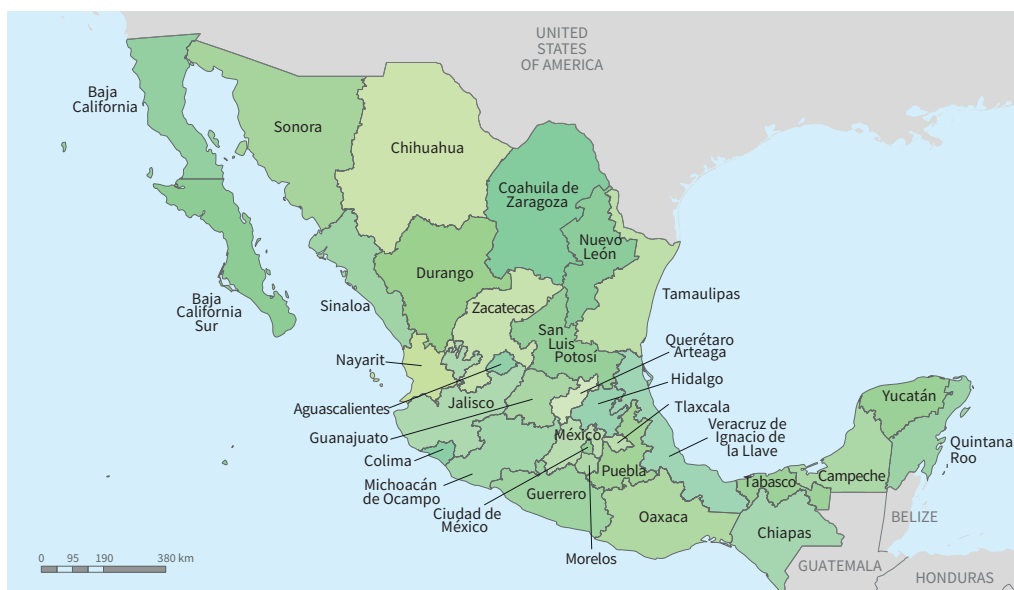 UNITED
STATES
OF AMERICA
Baja
California
Sonora
Chihuahua
Coahuila de
Zaragoza
Nuevo
León
Durango
Baja
California
Sur
Sinaloa
Zacatecas
Tamaulipas
San
Luis
Potosí
Querétaro
Arteaga
Nayarit
Hidalgo
Aguascalientes
Jalisco
Tlaxcala
Yucatán
Guanajuato
México
Veracruz de
Ignacio de
la Llave
Quintana
Roo
Colima
Michoacán
de Ocampo
Puebla
Tabasco
Campeche
Guerrero
Ciudad de
México
Oaxaca
Chiapas
BELIZE
Morelos
GUATEMALA
HONDURAS
0 95 190 380 km